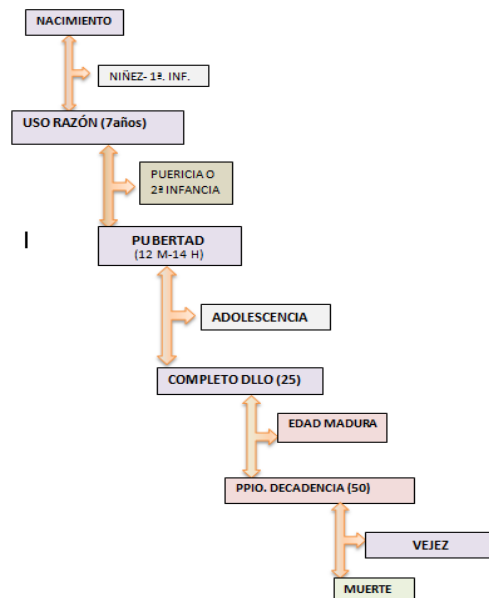 NACIMIENTO
NIÑEZ- 1ª. INF.
USO RAZÓN (7años)
PUERICIA O
2ª INFANCIA
I
PUBERTAD
(12 M-14 H)
ADOLESCENCIA
COMPLETO DLLO (25)
EDAD MADURA
PPIO. DECADENCIA (50)
VEJEZ
MUERTE